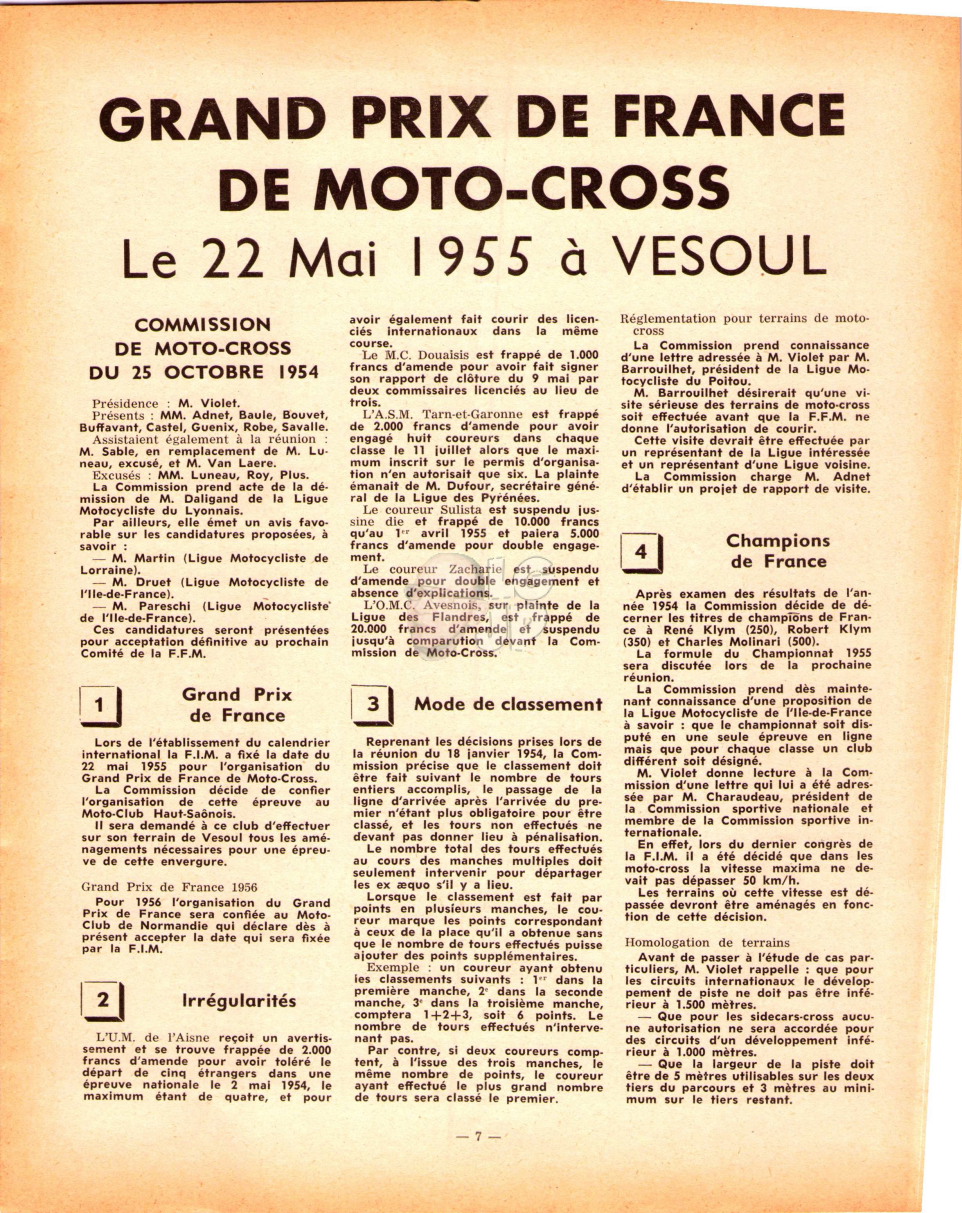 GRAND PRIX DE FRANCE
DE MOTO-CROSS
Le 22 Mai 1955 à VESOUL
COMMISSION
DE MOTO-CROSS
DU 25 OCTOBRE 1954
Présidence : M. Violet.
Présents : MM. Adnet, Baule, Bouvet,
Buffavant, Castel, Guenix, Robe, Savalle.
Assistaient également à la réunion :
M. Sable, en remplacement de M. Lu-
neau, excusé, et M. Van Laere.
Excusés : MM. Luneau, Roy, Plus.
La Commission prend acte de la dé-
mission de M. Daligand de la Ligue
Motocycliste du Lyonnais.
Par ailleurs, elle émet un avis favo-
rable sur les candidatures proposées, à
savoir :
— M. Martin (Ligue Motocycliste de
Lorraine).
— M. Druet (Ligue Motocycliste de
l'Ile-de-France).
— M. Pareschi (Ligue Motocycliste
de l'Ile-de-France).
Ces candidatures seront présentées
pour acceptation définitive au prochain
Comité de la F.F.M.
1 Grand Prix
de France
Lors de l'établissement du calendrier
international la F.I.M. a fixé la date du
22 mai 1955 pour l'organisation du
Grand Prix de France de Moto-Cross.
La Commission décide de confier
l'organisation de cette épreuve au
Moto-Club Haut-Saônois.
Il sera demandé à ce club d'effectuer
sur son terrain de Vesoul tous les amé-
nagements nécessaires pour une épreu-
ve de cette envergure.
Grand Prix de France 1956
Pour 1956 l'organisation du Grand
Prix de France sera confiée au Moto-
Club de Normandie qui déclare dès à
présent accepter la date qui sera fixée
par la F.I.M.
2 Irrégularités
L'U.M. de l'Aisne reçoit un avertis-
sement et se trouve frappée de 2.000
francs d'amende pour avoir toléré le
départ de cinq étrangers dans une
épreuve nationale le 2 mai 1954, le
maximum étant de quatre, et pour
avoir également fait courir des licen-
ciés internationaux dans la même
course.
Le M.C. Douaisis est frappé de 1.000
francs d'amende pour avoir fait signer
son rapport de clôture du 9 mai par
deux commissaires licenciés au lieu de
trois.
L'A.S.M. Tarn-et-Garonne est frappé
de 2.000 francs d'amende pour avoir
engagé huit coureurs dans chaque
classe le 11 juillet alors que le maxi-
mum inscrit sur le permis d'organisa-
tion n'en autorisait que six. La plainte
émanait de M. Dufour, secrétaire géné-
ral de la Ligue des Pyrénées.
Le coureur Sulista est suspendu jus-
sine die et frappé de 10.000 francs
qu'au 1er avril 1955 et paiera 5.000
francs d'amende pour double engage-
ment.
Le coureur Zacharie est suspendu
d'amende pour double engagement et
absence d'explications.
L'O.M.C. Avesnois, sur plainte de la
Ligue des Flandres, est frappé de
20.000 francs d'amende et suspendu
jusqu'à comparution devant la Com-
mission de Moto-Cross.
3 Mode de classement
Reprenant les décisions prises lors de
la réunion du 18 janvier 1954, la Com-
mission précise que le classement doit
être fait suivant le nombre de tours
entiers accomplis, le passage de la
ligne d'arrivée après l'arrivée du pre-
mier n'étant plus obligatoire pour être
classé, et les tours non effectués ne
devant pas donner lieu à pénalisation.
Le nombre total des tours effectués
au cours des manches multiples doit
seulement intervenir pour départager
les ex æquo s'il y a lieu.
Lorsque le classement est fait par
points en plusieurs manches, le cou-
reur marque les points correspondant
à ceux de la place qu'il a obtenue sans
que le nombre de tours effectués puisse
ajouter des points supplémentaires.
Exemple : un coureur ayant obtenu
les classements suivants : 1er dans la
première manche, 2e dans la seconde
manche, 3e dans la troisième manche,
comptera 1+2+3, soit 6 points. Le
nombre de tours effectués n'interve-
nant pas.
Par contre, si deux coureurs comp-
tent, à l'issue des trois manches, le
même nombre de points, le coureur
ayant effectué le plus grand nombre
de tours sera classé le premier.
Réglementation pour terrains de moto-
cross
La Commission prend connaissance
d'une lettre adressée à M. Violet par M.
Barrouilhet, président de la Ligue Mo-
tocycliste du Poitou.
M. Barrouilhet désirerait qu'une vi-
site sérieuse des terrains de moto-cross
soit effectuée avant que la F.F.M. ne
donne l'autorisation de courir.
Cette visite devrait être effectuée par
un représentant de la Ligue intéressée
et un représentant d'une Ligue voisine.
La Commission charge M. Adnet
d'établir un projet de rapport de visite.
4 Champions
de France
Après examen des résultats de l'an-
née 1954 la Commission décide de dé-
cerner les titres de champions de Fran-
ce à René Klym (250), Robert Klym
(350) et Charles Molinari (500).
La formule du Championnat 1955
sera discutée lors de la prochaine
réunion.
La Commission prend dès mainte-
nant connaissance d'une proposition de
la Ligue Motocycliste de l'Ile-de-France
à savoir : que le championnat soit dis-
puté en une seule épreuve en ligne
mais que pour chaque classe un club
différent soit désigné.
M. Violet donne lecture à la Com-
mission d'une lettre qui lui a été adres-
sée par M. Charaudeau, président de
la Commission sportive nationale et
membre de la Commission sportive in-
ternationale.
En effet, lors du dernier congrès de
la F.I.M. il a été décidé que dans les
moto-cross la vitesse maxima ne de-
vait pas dépasser 50 km/h.
Les terrains où cette vitesse est dé-
passée devront être aménagés en fonc-
tion de cette décision.
Homologation de terrains
Avant de passer à l'étude de cas par-
ticuliers, M. Violet rappelle : que pour
les circuits internationaux le dévelop-
pement de piste ne doit pas être infé-
rieur à 1.500 mètres.
— Que pour les sidecars-cross aucu-
ne autorisation ne sera accordée pour
des circuits d'un développement infé-
rieur à 1.000 mètres.
— Que la largeur de la piste doit
être de 5 mètres utilisables sur les deux
tiers du parcours et 3 mètres au mini-
mum sur le tiers restant.
— 7 —